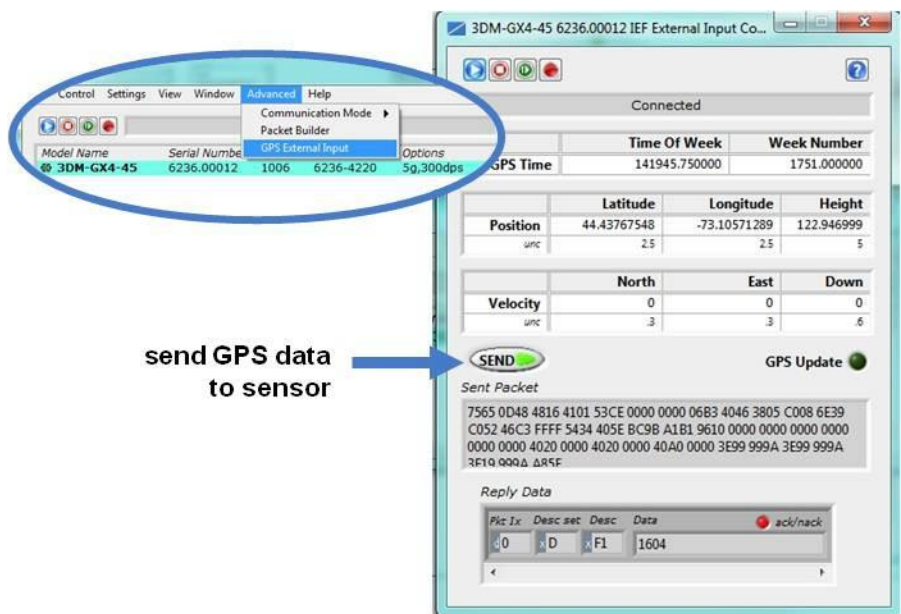 3DM-GX4-45 6236.00012 IEF External Input Co...
Control Settings View Window Advanced Help
Communication Mode
Packet Builder
GPS External Input
Model Name Serial Numbe Options
3DM-GX4-45 6236.00012 1006 6236-4220 5g,300dps
Connected
Time Of Week Week Number
GPS Time 141945.750000 1751.000000
Latitude Longitude Height
Position 44.43767548 -73.10571289 122.946999
unc 2.5 2.5 5
North East Down
Velocity 0 0 0
unc .3 .3 .6
send GPS data
to sensor
SEND GPS Update
Sent Packet
7565 0D48 4816 4101 53CE 0000 0000 06B3 4046 3805 C008 6E39
C052 46C3 FFFF 5434 405E BC9B A1B1 9610 0000 0000 0000 0000
0000 0000 4020 0000 4020 0000 40A0 0000 3E99 999A 3E99 999A
3F19 999A A85F
Reply Data
Pkt Ix Desc set Desc Data ack/nack
d 0 x D x F1 1604